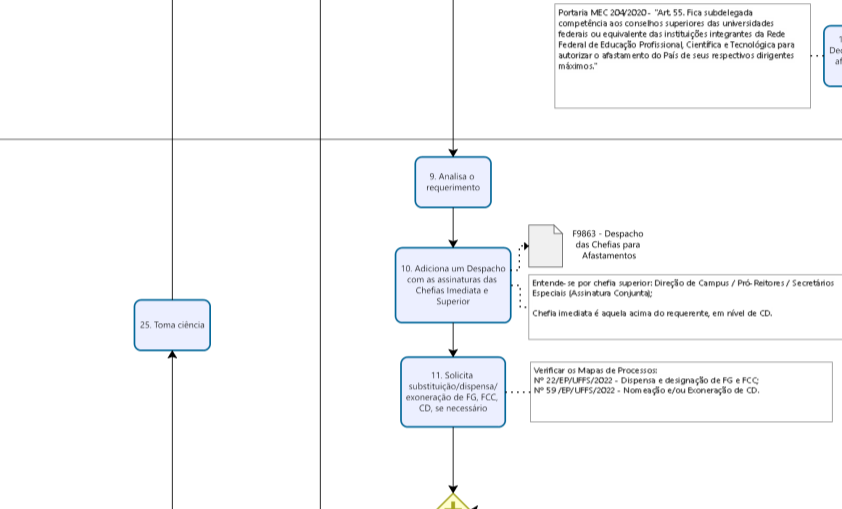 Portaria MEC 204/2020- "Art. 55. Fica subdelegada
competência aos conselhos superiores das universidades
federais ou equivalente das instituições integrantes da Rede
Federal de Educação Profissional, Científica e Tecnológica para
autorizar o afastamento do País de seus respectivos dirigentes
máximos."
9. Analisa o
requerimento
F9863 - Despacho
das Chefias para
Afastamentos
10. Adiciona um Despacho
com as assinaturas das
Chefias Imediata e
Superior
Entende-se por chefia superior: Direção de Campus / Pró-Reitores / Secretários
Especiais (Assinatura Conjunta);
Chefia imediata é aquela acima do requerente, em nível de CD.
25. Toma ciência
11. Solicita
substituição/dispensa/
exoneração de FG, FCC,
CD, se necessário
Verificar os Mapas de Processos:
Nº 22/EP/UFFS/2022 - Dispensa e designação de FG e FCC;
Nº 59 /EP/UFFS/2022 - Nomeação e/ou Exoneração de CD.